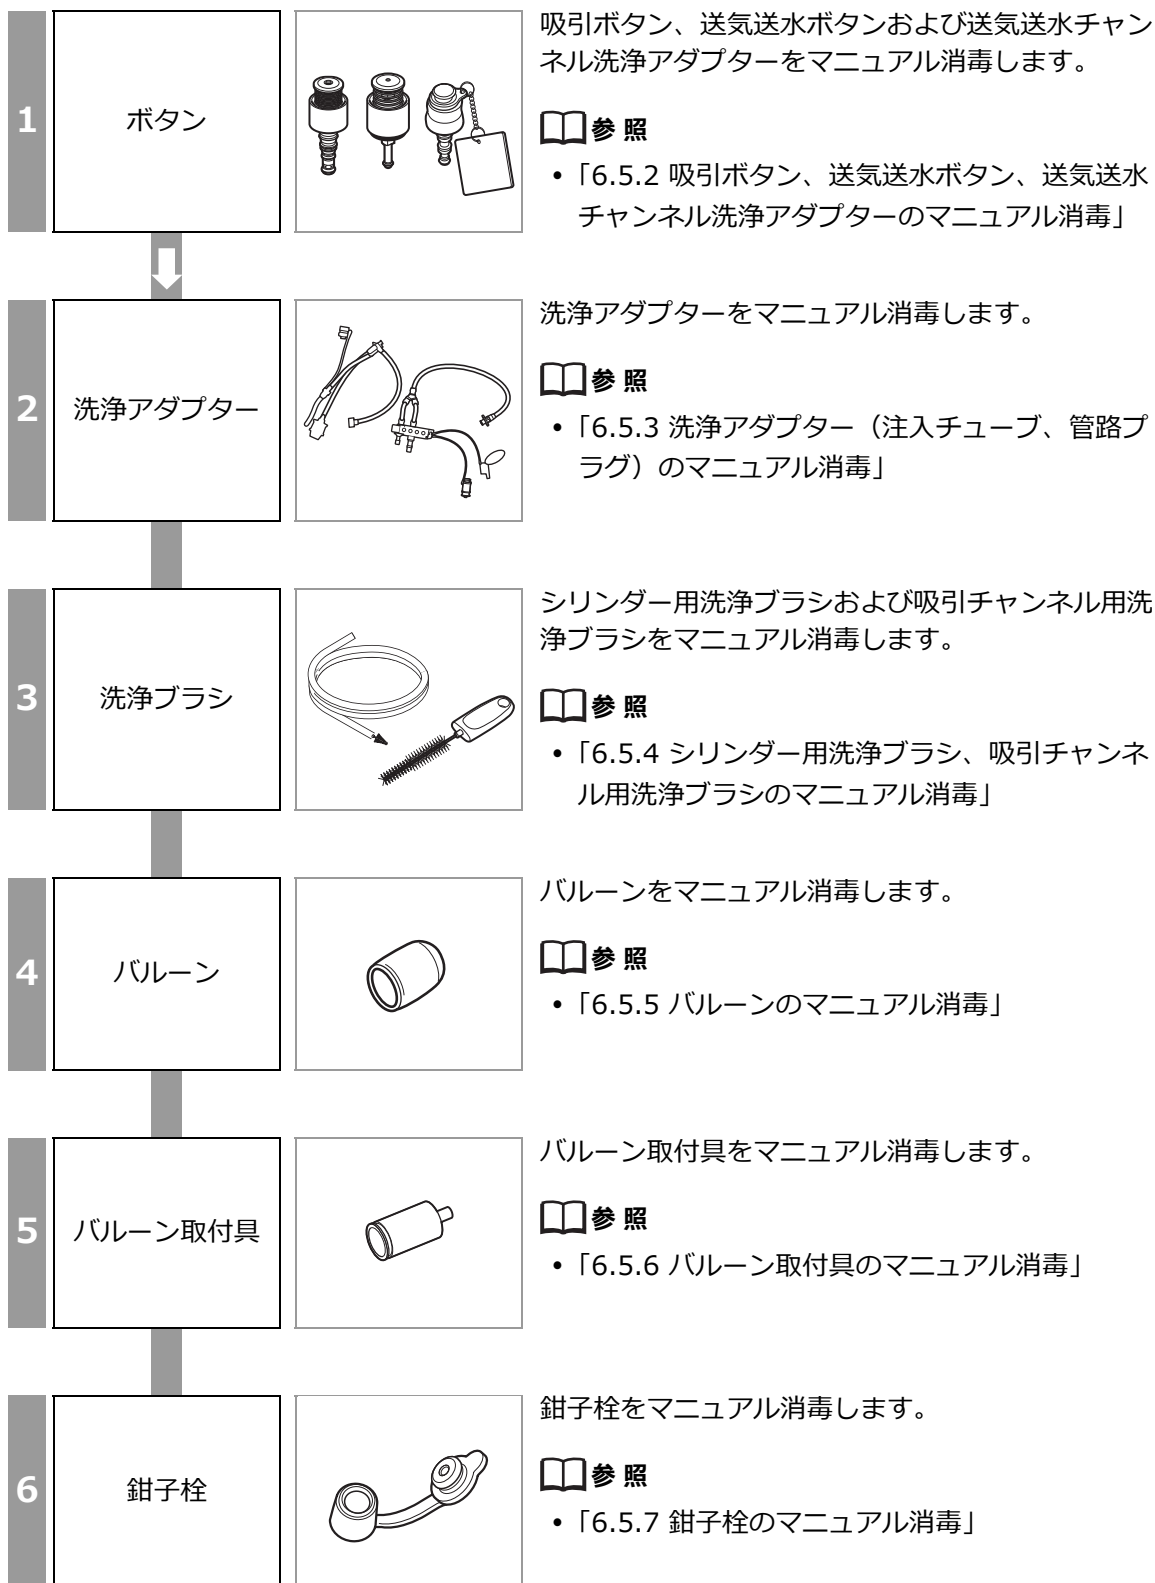 1
ボタン
吸引ボタン、送気送水ボタンおよび送気送水チャン
ネル洗浄アダプターをマニュアル消毒します。
参照
•「6.5.2 吸引ボタン、送気送水ボタン、送気送水
チャンネル洗浄アダプターのマニュアル消毒」
2
洗浄アダプター
洗浄アダプターをマニュアル消毒します。
参照
•「6.5.3 洗浄アダプター（注入チューブ、管路プ
ラグ）のマニュアル消毒」
3
洗浄ブラシ
シリンダー用洗浄ブラシおよび吸引チャンネル用洗
浄ブラシをマニュアル消毒します。
参照
•「6.5.4 シリンダー用洗浄ブラシ、吸引チャンネ
ル用洗浄ブラシのマニュアル消毒」
4
バルーン
バルーンをマニュアル消毒します。
参照
•「6.5.5 バルーンのマニュアル消毒」
5
バルーン取付具
バルーン取付具をマニュアル消毒します。
参照
•「6.5.6 バルーン取付具のマニュアル消毒」
6
鉗子栓
鉗子栓をマニュアル消毒します。
参照
•「6.5.7 鉗子栓のマニュアル消毒」